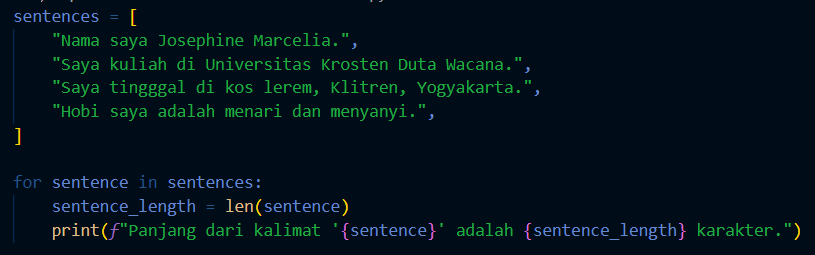 sentences = [
    "Nama saya Josephine Marcelia.",
    "Saya kuliah di Universitas Krosten Duta Wacana.",
    "Saya tingggal di kos lerem, Klitren, Yogyakarta.",
    "Hobi saya adalah menari dan menyanyi.",
]
for sentence in sentences:
    sentence_length = len(sentence)
    print(f"Panjang dari kalimat '{sentence}' adalah {sentence_length} karakter.")